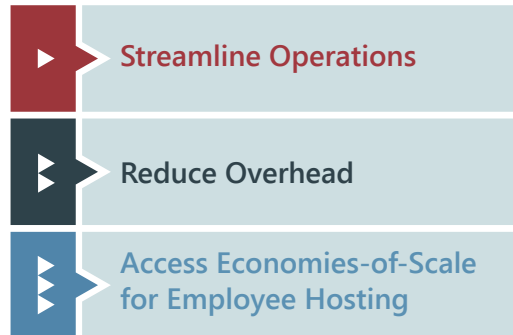 Streamline Operations
Reduce Overhead
Access Economies-of-Scale
for Employee Hosting